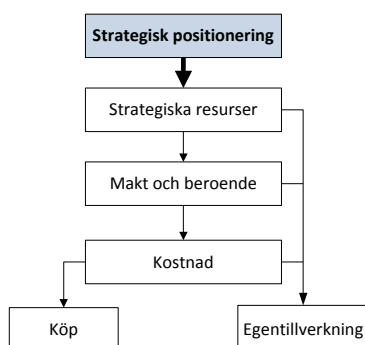 Strategisk positionering
Strategiska resurser
Makt och beroende
Kostnad
Köp
Egentillverkning